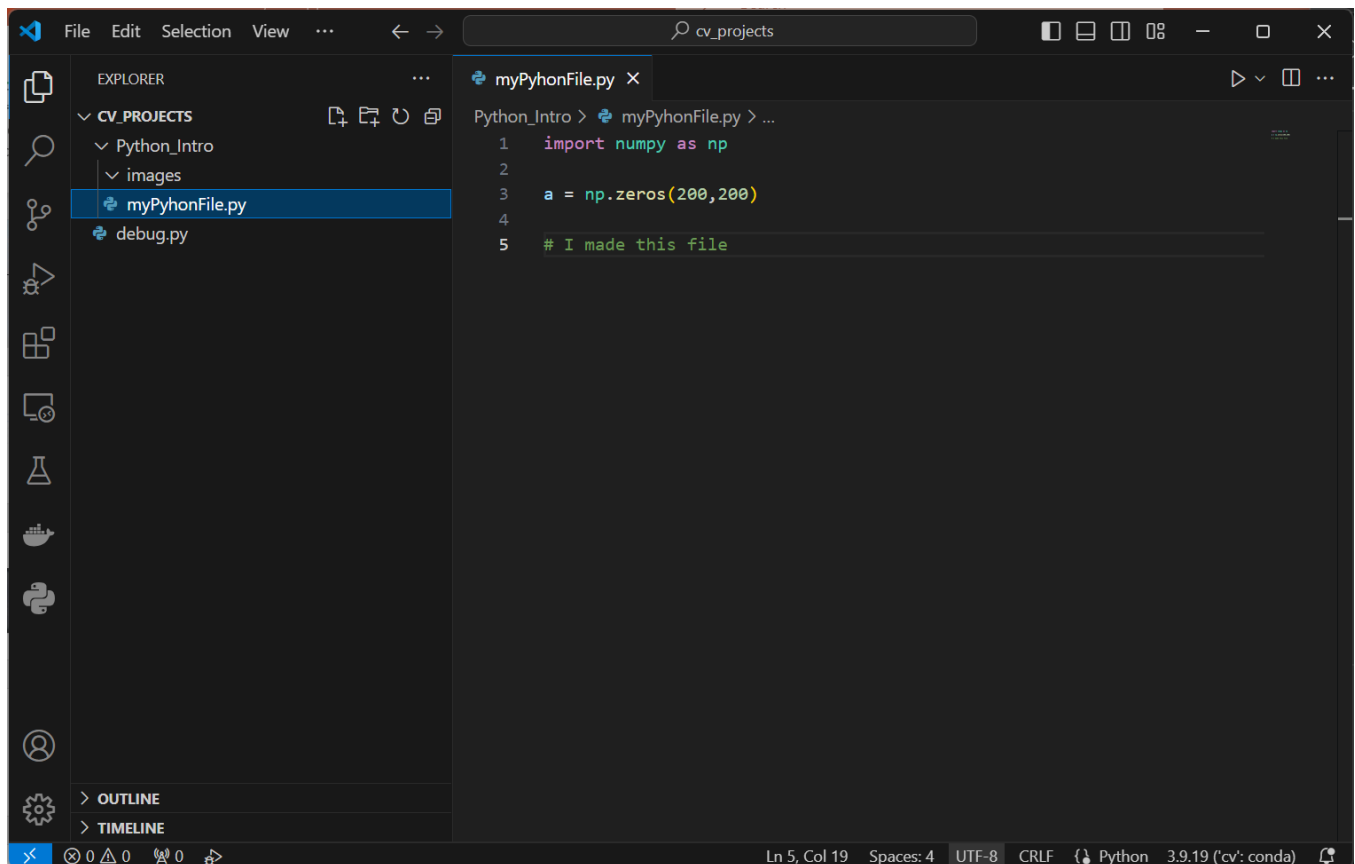 File Edit Selection View ··· cv_projects
EXPLORER ···
CV_PROJECTS
Python_Intro
images
myPyhonFile.py
debug.py
OUTLINE
TIMELINE
myPyhonFile.py
Python_Intro > myPyhonFile.py > ...
1 import numpy as np
2
3 a = np.zeros(200,200)
4
5 # I made this file
0 0 0 Ln 5, Col 19 Spaces: 4 UTF-8 CRLF Python 3.9.19 ('cv': conda)